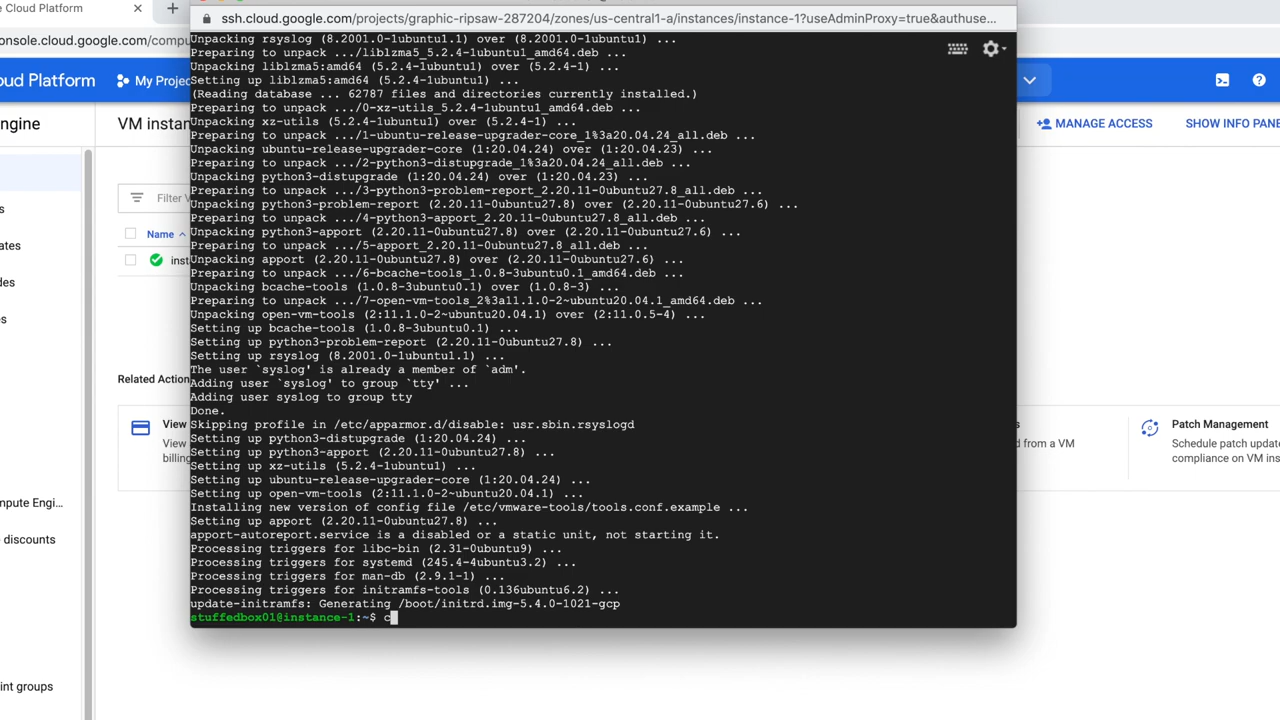 e Cloud Platform
ssh.cloud.google.com/projects/graphic-ripsaw-287204/zones/us-central1-a/instances/instance-1?useAdminProxy=true&authuse...
onsole.cloud.google.com/compu
oud Platform
My Projec
ngine
VM instan
MANAGE ACCESS
SHOW INFO PANE
s
ates
des
s
Filter V
Name
inst
Related Action
View
View
billing
s
d from a VM
Patch Management
Schedule patch update
compliance on VM inst
mpute Engi...
discounts
int groups
Unpacking rsyslog (8.2001.0-1ubuntu1.1) over (8.2001.0-1ubuntu1) ...
Preparing to unpack .../liblzma5_5.2.4-1ubuntu1_amd64.deb ...
Unpacking liblzma5:amd64 (5.2.4-1ubuntu1) over (5.2.4-1) ...
Setting up liblzma5:amd64 (5.2.4-1ubuntu1) ...
(Reading database ... 62787 files and directories currently installed.)
Preparing to unpack .../0-xz-utils_5.2.4-1ubuntu1_amd64.deb ...
Unpacking xz-utils (5.2.4-1ubuntu1) over (5.2.4-1) ...
Preparing to unpack .../1-ubuntu-release-upgrader-core_1%3a20.04.24_all.deb ...
Unpacking ubuntu-release-upgrader-core (1:20.04.24) over (1:20.04.23) ...
Preparing to unpack .../2-python3-distupgrade_1%3a20.04.24_all.deb ...
Unpacking python3-distupgrade (1:20.04.24) over (1:20.04.23) ...
Preparing to unpack .../3-python3-problem-report_2.20.11-0ubuntu27.8_all.deb ...
Unpacking python3-problem-report (2.20.11-0ubuntu27.8) over (2.20.11-0ubuntu27.6) ...
Preparing to unpack .../4-python3-apport_2.20.11-0ubuntu27.8_all.deb ...
Unpacking python3-apport (2.20.11-0ubuntu27.8) over (2.20.11-0ubuntu27.6) ...
Preparing to unpack .../5-apport_2.20.11-0ubuntu27.8_all.deb ...
Unpacking apport (2.20.11-0ubuntu27.8) over (2.20.11-0ubuntu27.6) ...
Preparing to unpack .../6-bcache-tools_1.0.8-3ubuntu0.1_amd64.deb ...
Unpacking bcache-tools (1.0.8-3ubuntu0.1) over (1.0.8-3) ...
Preparing to unpack .../7-open-vm-tools_2%3a11.1.0-2~ubuntu20.04.1_amd64.deb ...
Unpacking open-vm-tools (2:11.1.0-2~ubuntu20.04.1) over (2:11.0.5-4) ...
Setting up bcache-tools (1.0.8-3ubuntu0.1) ...
Setting up python3-problem-report (2.20.11-0ubuntu27.8) ...
Setting up rsyslog (8.2001.0-1ubuntu1.1) ...
The user `syslog' is already a member of `adm'.
Adding user `syslog' to group `tty' ...
Adding user syslog to group tty
Done.
Skipping profile in /etc/apparmor.d/disable: usr.sbin.rsyslogd
Setting up python3-distupgrade (1:20.04.24) ...
Setting up python3-apport (2.20.11-0ubuntu27.8) ...
Setting up xz-utils (5.2.4-1ubuntu1) ...
Setting up ubuntu-release-upgrader-core (1:20.04.24) ...
Setting up open-vm-tools (2:11.1.0-2~ubuntu20.04.1) ...
Installing new version of config file /etc/vmware-tools/tools.conf.example ...
Setting up apport (2.20.11-0ubuntu27.8) ...
apport-autoreport.service is a disabled or a static unit, not starting it.
Processing triggers for libc-bin (2.31-0ubuntu9) ...
Processing triggers for systemd (245.4-4ubuntu3.2) ...
Processing triggers for man-db (2.9.1-1) ...
Processing triggers for initramfs-tools (0.136ubuntu6.2) ...
update-initramfs: Generating /boot/initrd.img-5.4.0-1021-gcp
stuffedbox01@instance-1:~$ c